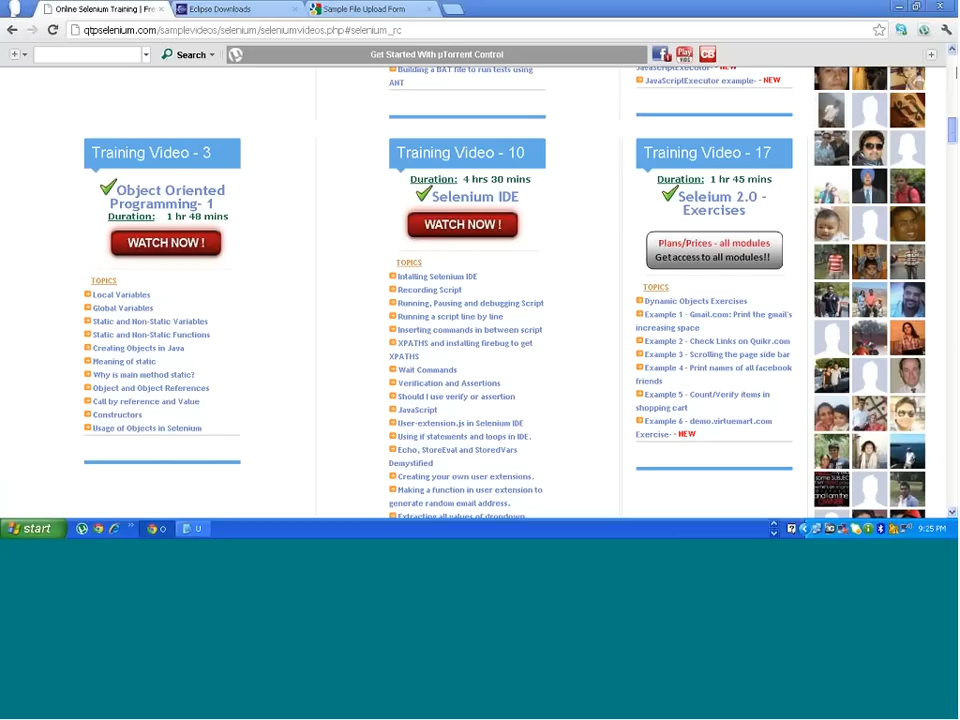 Online Selenium Training | Fre
Eclipse Downloads
Sample File Upload Form
qtpselenium.com/samplevideos/selenium/seleniumvideos.php#selenium_rc
Search
Get Started With µTorrent Control
Building a BAT file to run tests using
ANT
JavaScriptExecutor- NEW
JavaScriptExecutor example- NEW
Training Video - 3
Object Oriented
Programming- 1
Duration: 1 hr 48 mins
WATCH NOW !
TOPICS
Local Variables
Global Variables
Static and Non-Static Variables
Static and Non-Static Functions
Creating Objects in Java
Meaning of static
Why is main method static?
Object and Object References
Call by reference and Value
Constructors
Usage of Objects in Selenium
Training Video - 10
Duration: 4 hrs 30 mins
Selenium IDE
WATCH NOW !
TOPICS
Intalling Selenium IDE
Recording Script
Running, Pausing and debugging Script
Running a script line by line
Inserting commands in between script
XPATHS and installing firebug to get
XPATHS
Wait Commands
Verification and Assertions
Should I use verify or assertion
JavaScript
User-extension.js in Selenium IDE
Using if statements and loops in IDE.
Echo, StoreEval and StoredVars
Demystified
Creating your own user extensions.
Making a function in user extension to
generate random email address.
Extracting all values of dropdown
Training Video - 17
Duration: 1 hr 45 mins
Seleium 2.0 -
Exercises
Plans/Prices - all modules
Get access to all modules!!
TOPICS
Dynamic Objects Exercises
Example 1 - Gmail.com: Print the gmail's
increasing space
Example 2 - Check Links on Quikr.com
Example 3 - Scrolling the page side bar
Example 4 - Print names of all facebook
friends
Example 5 - Count/Verify items in
shopping cart
Example 6 - demo.virtuemart.com
Exercise- NEW
start
O
U
9:25 PM